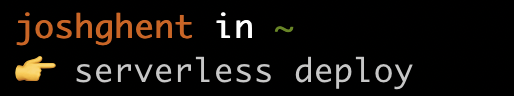 joshghent in ~
👉 serverless deploy